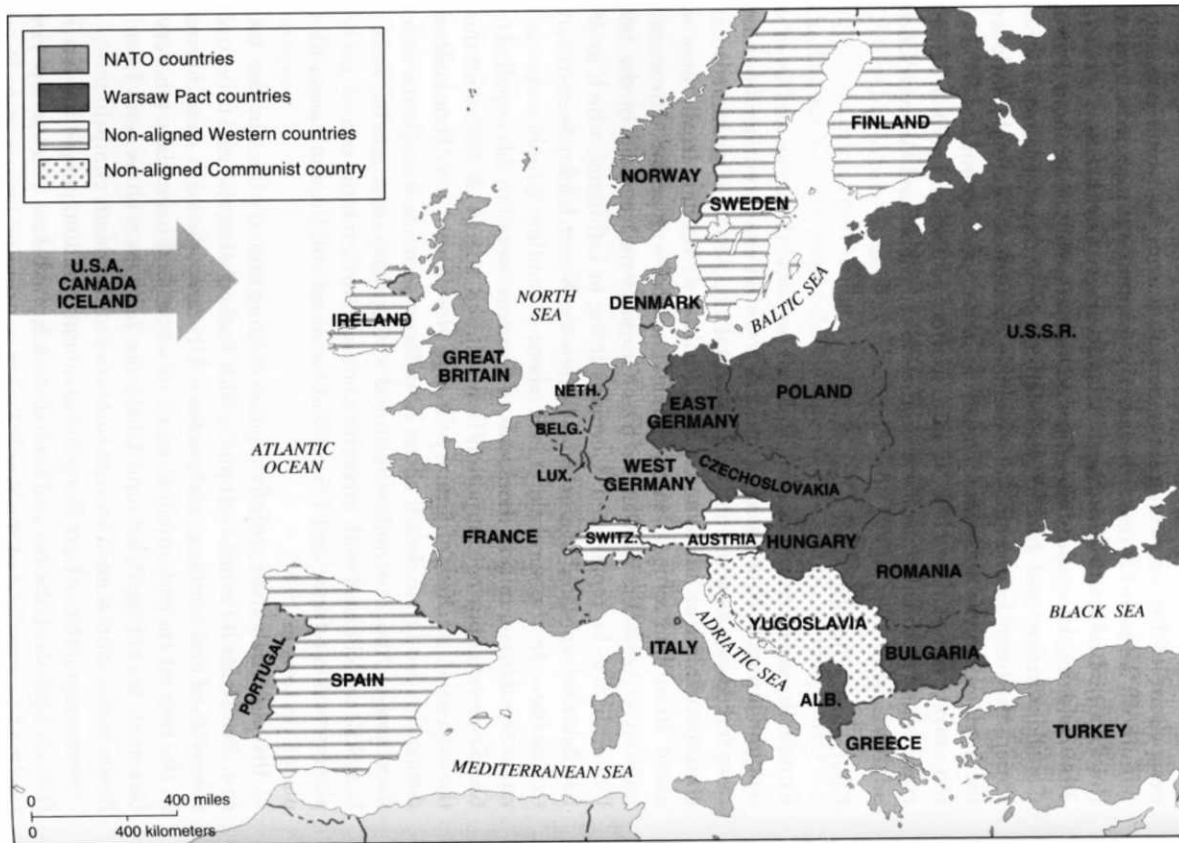 NATO countries
Warsaw Pact countries
Non-aligned Western countries
Non-aligned Communist country
U.S.A.
CANADA
ICELAND
NORWAY
FINLAND
SWEDEN
NORTH
SEA
DENMARK
BALTIC SEA
U.S.S.R.
IRELAND
GREAT
BRITAIN
NETH.
EAST
GERMANY
POLAND
BELG.
ATLANTIC
OCEAN
LUX.
WEST
GERMANY
CZECHOSLOVAKIA
FRANCE
SWITZ.
AUSTRIA
HUNGARY
ROMANIA
YUGOSLAVIA
BLACK SEA
ITALY
ADRIATIC SEA
BULGARIA
PORTUGAL
SPAIN
ALB.
GREECE
TURKEY
MEDITERRANEAN SEA
0 400 miles
0 400 kilometers